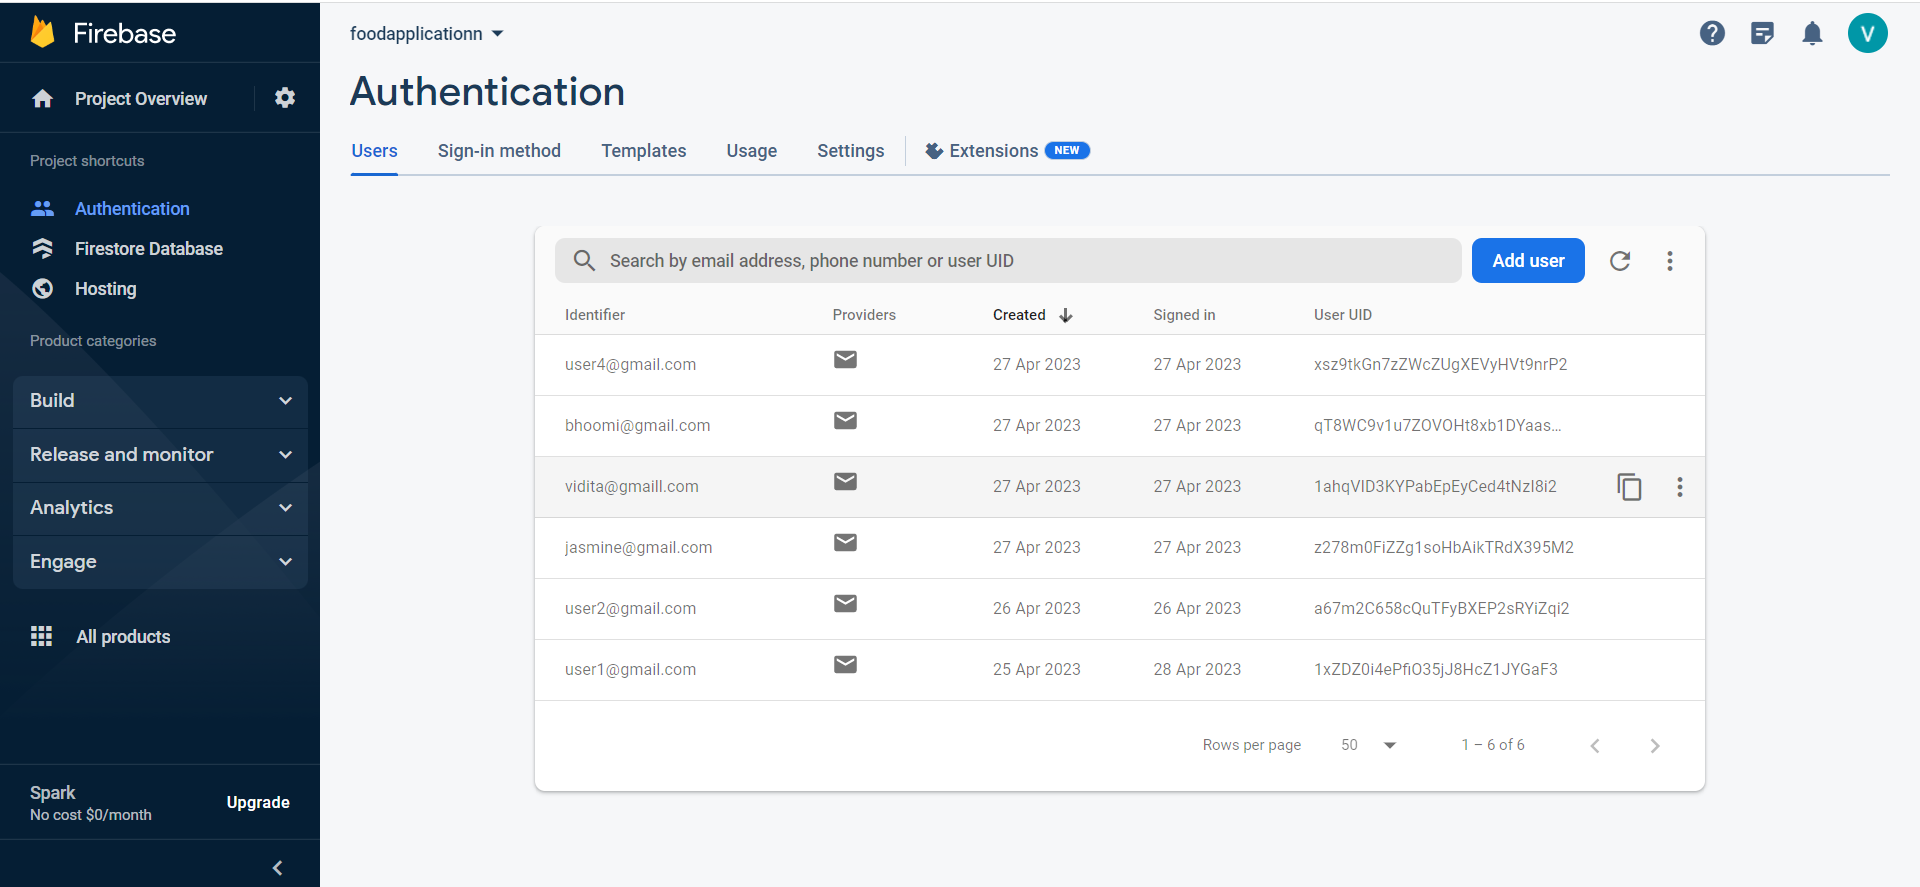 Firebase
Project Overview
Project shortcuts
Authentication
Firestore Database
Hosting
Product categories
Build
Release and monitor
Analytics
Engage
All products
Spark
No cost $0/month
Upgrade
foodapplicationn
V
Authentication
Users Sign-in method Templates Usage Settings Extensions NEW
Search by email address, phone number or user UID Add user
Identifier Providers Created Signed in User UID
user4@gmail.com 27 Apr 2023 27 Apr 2023 xsz9tkGn7zZWcZUgXEVyHVt9nrP2
bhoomi@gmail.com 27 Apr 2023 27 Apr 2023 qT8WC9v1u7ZOVOHt8xb1DYaas...
vidita@gmaill.com 27 Apr 2023 27 Apr 2023 1ahqVlD3KYPabEpEyCed4tNzI8i2
jasmine@gmail.com 27 Apr 2023 27 Apr 2023 z278m0FiZZg1soHbAikTRdX395M2
user2@gmail.com 26 Apr 2023 26 Apr 2023 a67m2C658cQuTFyBXEP2sRYiZqi2
user1@gmail.com 25 Apr 2023 28 Apr 2023 1xZDZ0i4ePfiO35jJ8HcZ1JYGaF3
Rows per page 50 1 – 6 of 6